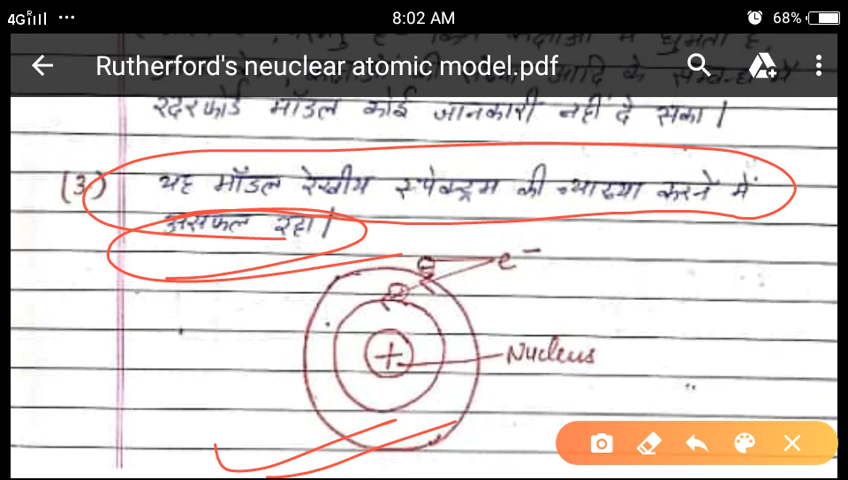 4G 8:02 AM 68%
Rutherford's neuclear atomic model.pdf
रदरफोर्ड मॉडल कोई जानकारी नहीं दे सका।
(3) यह मॉडल रेखीय स्पेक्ट्रम की व्याख्या करने में
असफल रहा।
e⁻
+
Nucleus